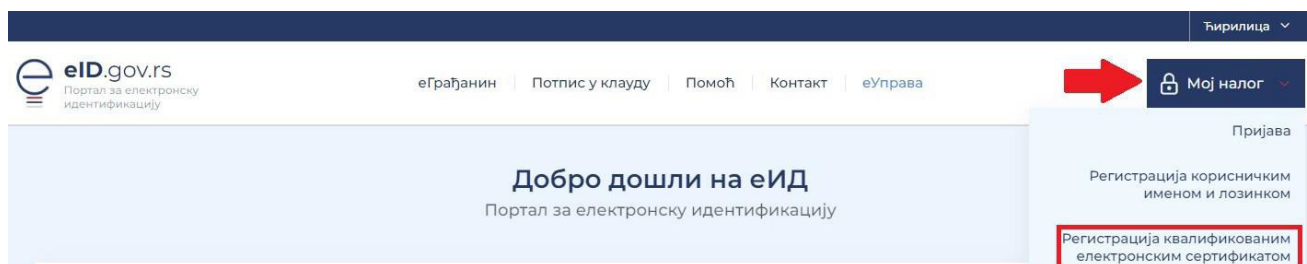 Ћирилица
eID.gov.rs
Портал за електронску
идентификацију
еГрађанин
Потпис у клауду
Помоћ
Контакт
еУправа
Мој налог
Пријава
Добро дошли на еИД
Портал за електронску идентификацију
Регистрација корисничким
именом и лозинком
Регистрација квалификованим
електронским сертификатом